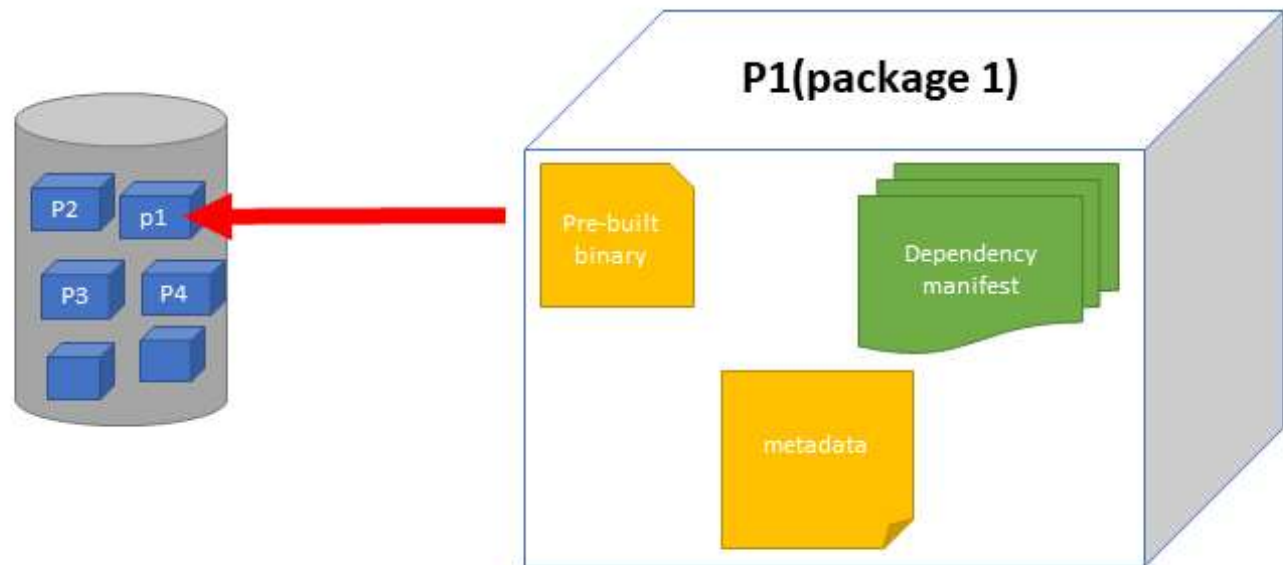 P1(package 1)
P2
p1
P3
P4
Pre-built
binary
Dependency
manifest
metadata